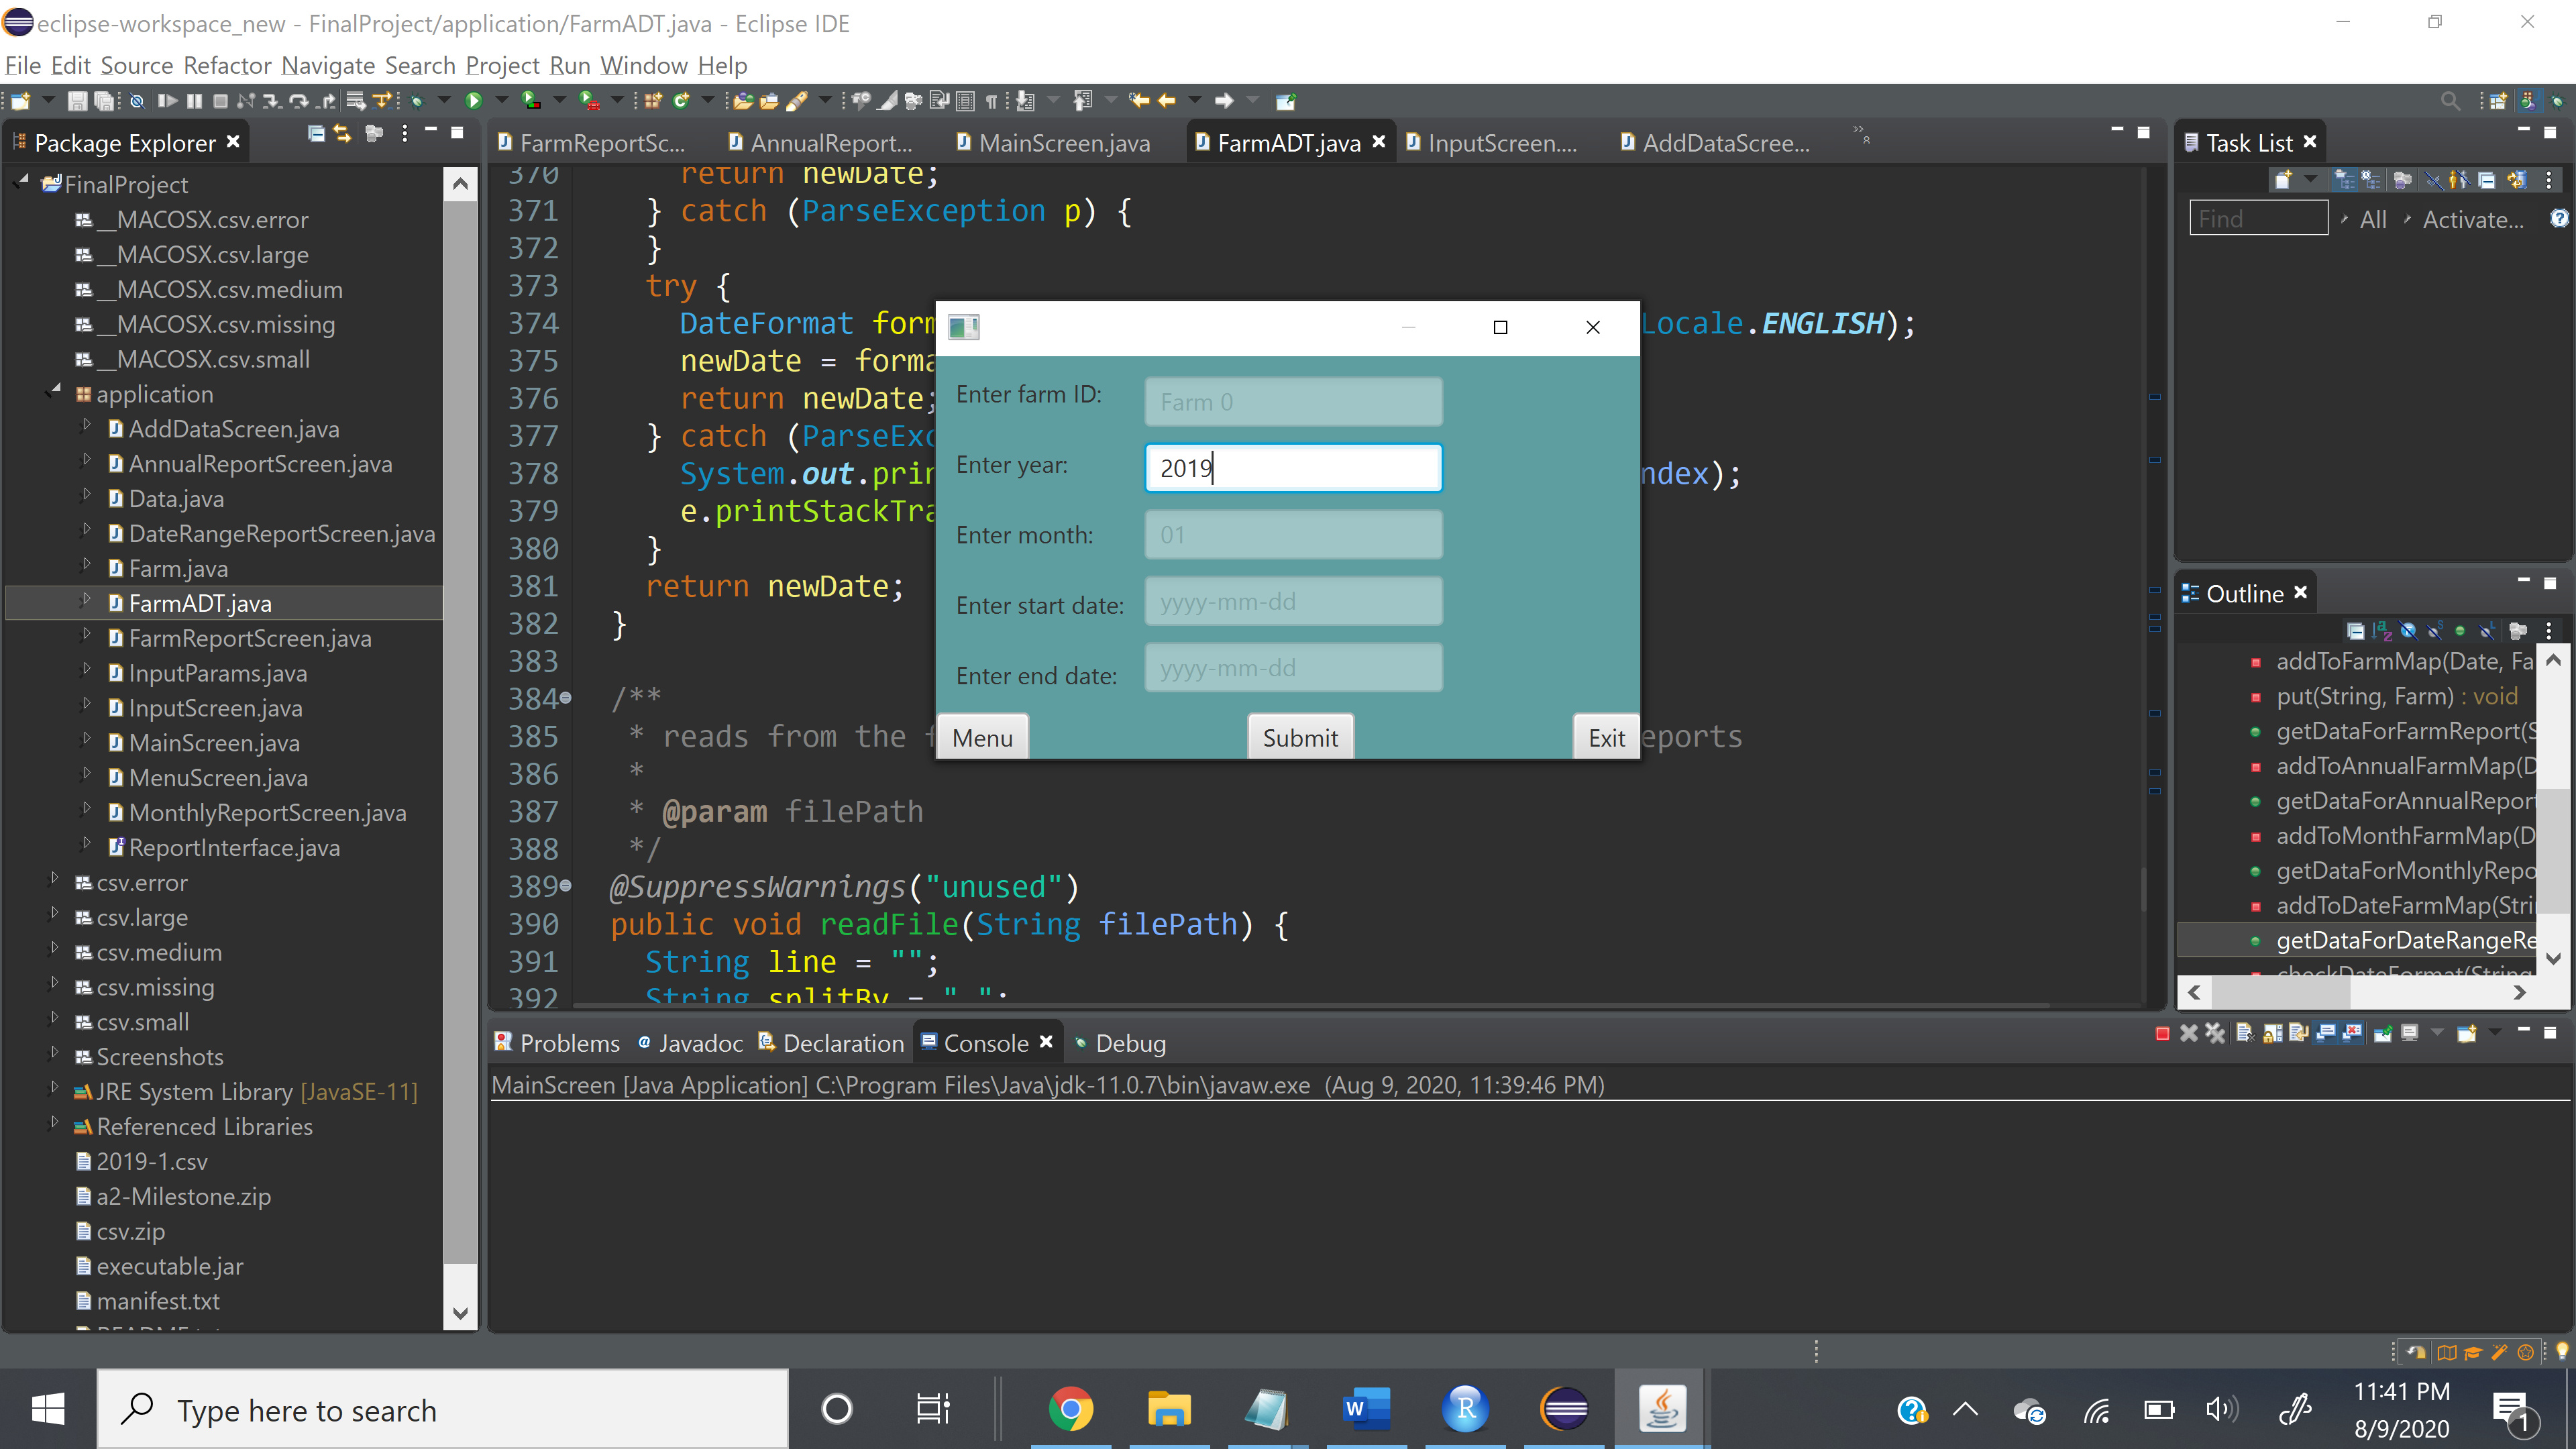 eclipse-workspace_new - FinalProject/application/FarmADT.java - Eclipse IDE
File Edit Source Refactor Navigate Search Project Run Window Help
Package Explorer
FinalProject
__MACOSX.csv.error
__MACOSX.csv.large
__MACOSX.csv.medium
__MACOSX.csv.missing
__MACOSX.csv.small
application
AddDataScreen.java
AnnualReportScreen.java
Data.java
DateRangeReportScreen.java
Farm.java
FarmADT.java
FarmReportScreen.java
InputParams.java
InputScreen.java
MainScreen.java
MenuScreen.java
MonthlyReportScreen.java
ReportInterface.java
csv.error
csv.large
csv.medium
csv.missing
csv.small
Screenshots
JRE System Library [JavaSE-11]
Referenced Libraries
2019-1.csv
a2-Milestone.zip
csv.zip
executable.jar
manifest.txt
FarmReportSc... AnnualReport... MainScreen.java FarmADT.java InputScreen.... AddDataScree... »8
370 return newDate;
371 } catch (ParseException p) {
372 }
373 try {
374 DateFormat form Locale.ENGLISH);
375 newDate = forma
376 return newDate;
377 } catch (ParseExc
378 System.out.prin ndex);
379 e.printStackTra
380 }
381 return newDate;
382 }
383
384 /**
385 * reads from the f eports
386 *
387 * @param filePath
388 */
389 @SuppressWarnings("unused")
390 public void readFile(String filePath) {
391 String line = "";
392 String splitBy = " ";
Enter farm ID: Farm 0
Enter year: 2019
Enter month: 01
Enter start date: yyyy-mm-dd
Enter end date: yyyy-mm-dd
Menu Submit Exit
Task List
Find All Activate...
Outline
addToFarmMap(Date, Fa
put(String, Farm) : void
getDataForFarmReport(S
addToAnnualFarmMap(D
getDataForAnnualReport
addToMonthFarmMap(D
getDataForMonthlyRepo
addToDateFarmMap(Stri
getDataForDateRangeRe
checkDateFormat(String
Problems @ Javadoc Declaration Console Debug
MainScreen [Java Application] C:\Program Files\Java\jdk-11.0.7\bin\javaw.exe (Aug 9, 2020, 11:39:46 PM)
Type here to search
11:41 PM
8/9/2020
1